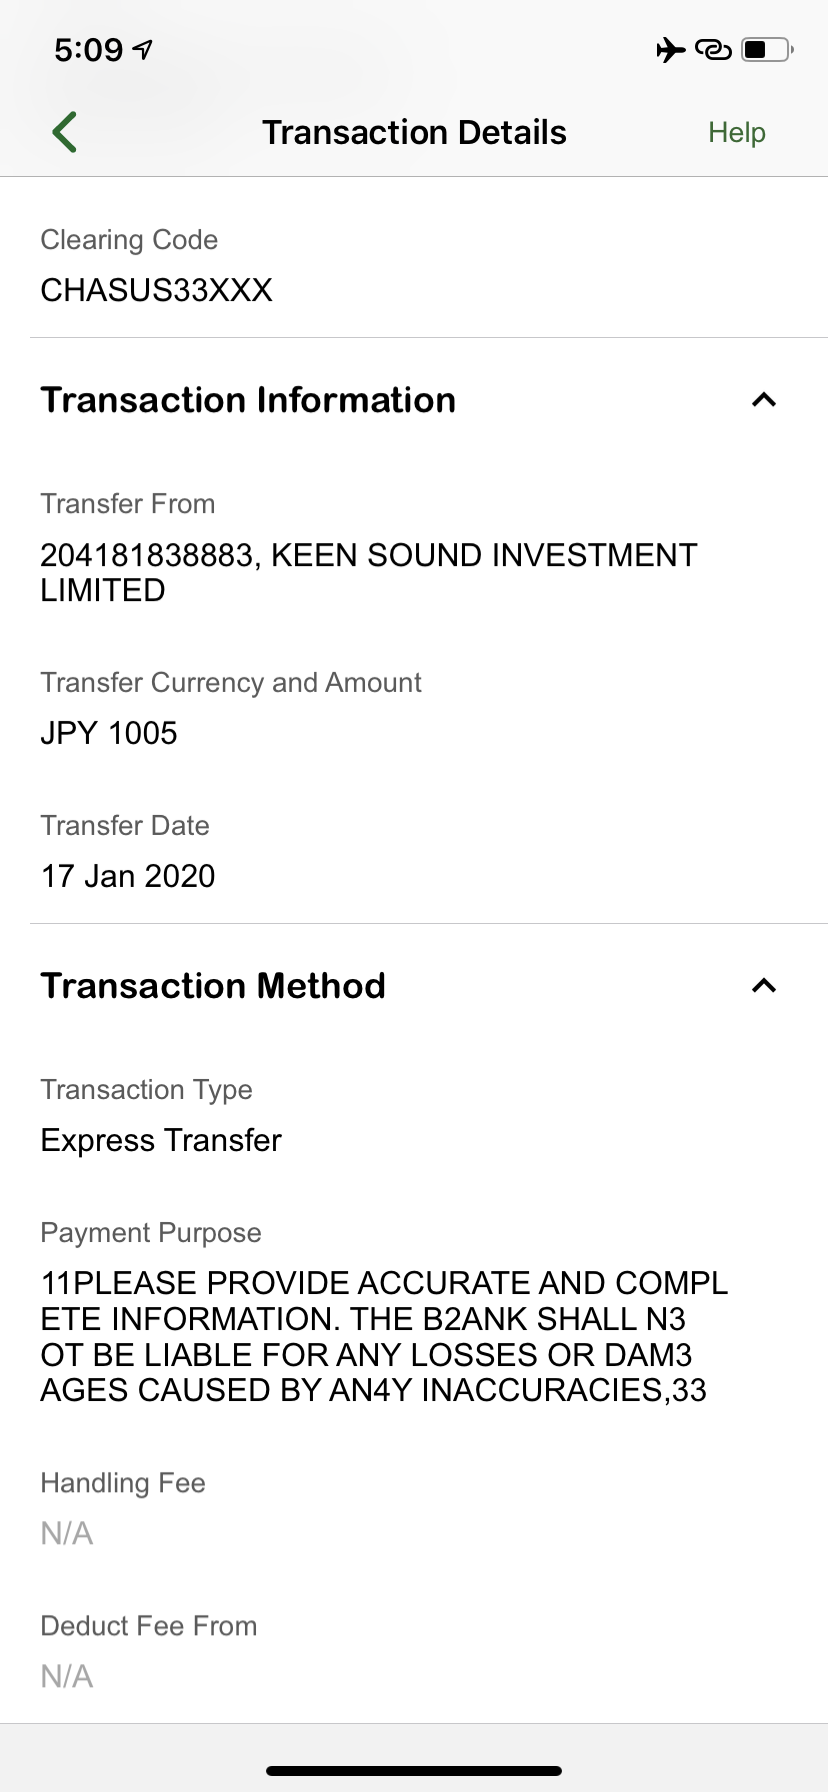 5:09
Transaction Details
Help
Clearing Code
CHASUS33XXX
Transaction Information
Transfer From
204181838883, KEEN SOUND INVESTMENT
LIMITED
Transfer Currency and Amount
JPY 1005
Transfer Date
17 Jan 2020
Transaction Method
Transaction Type
Express Transfer
Payment Purpose
11PLEASE PROVIDE ACCURATE AND COMPL
ETE INFORMATION. THE B2ANK SHALL N3
OT BE LIABLE FOR ANY LOSSES OR DAM3
AGES CAUSED BY AN4Y INACCURACIES,33
Handling Fee
N/A
Deduct Fee From
N/A